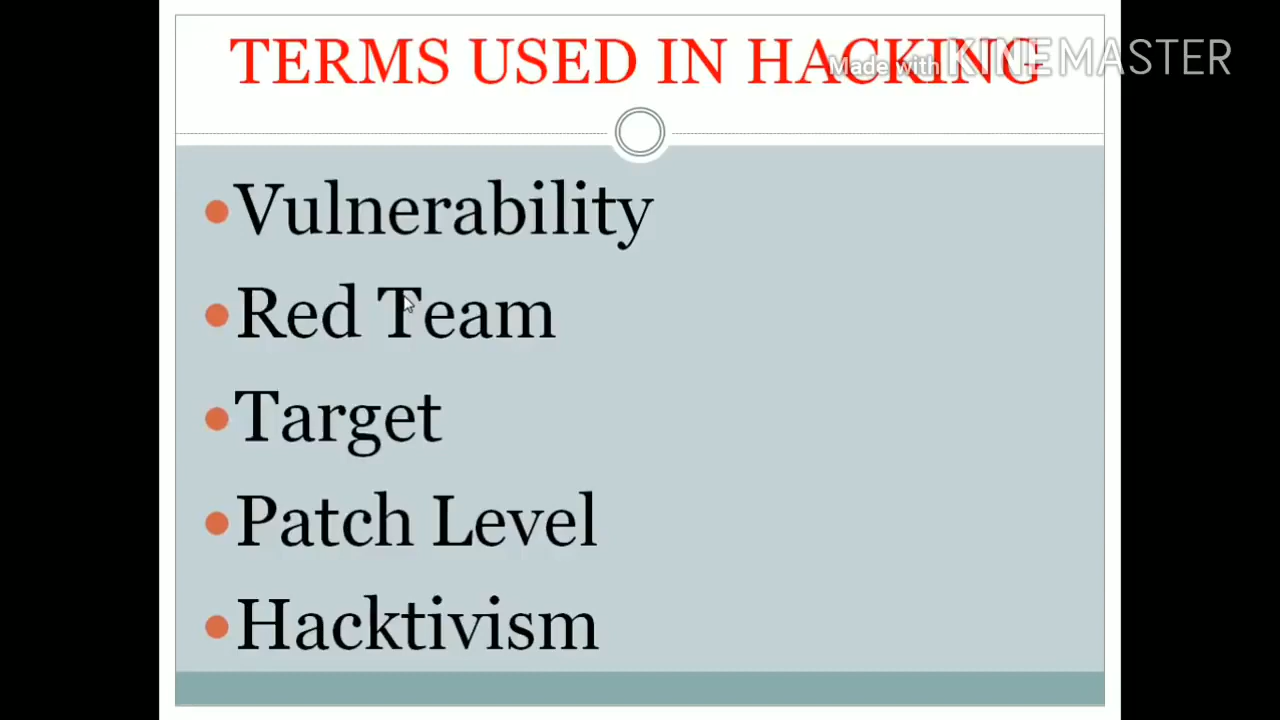 TERMS USED IN HACKING
Made with KINEMASTER
Vulnerability
Red Team
Target
Patch Level
Hacktivism